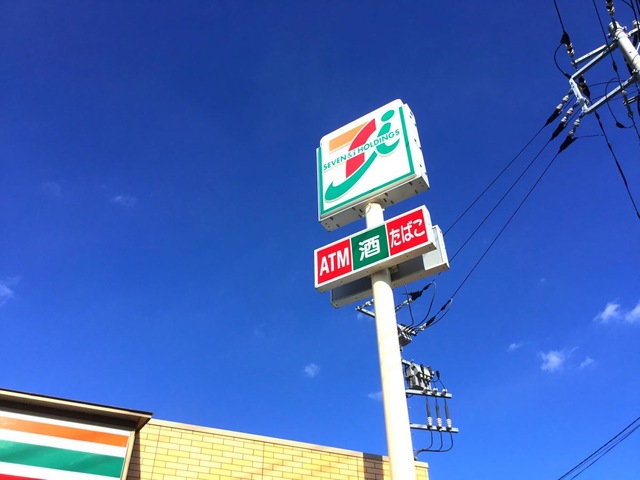 SEVEN & i HOLDINGS
ATM 酒 たばこ